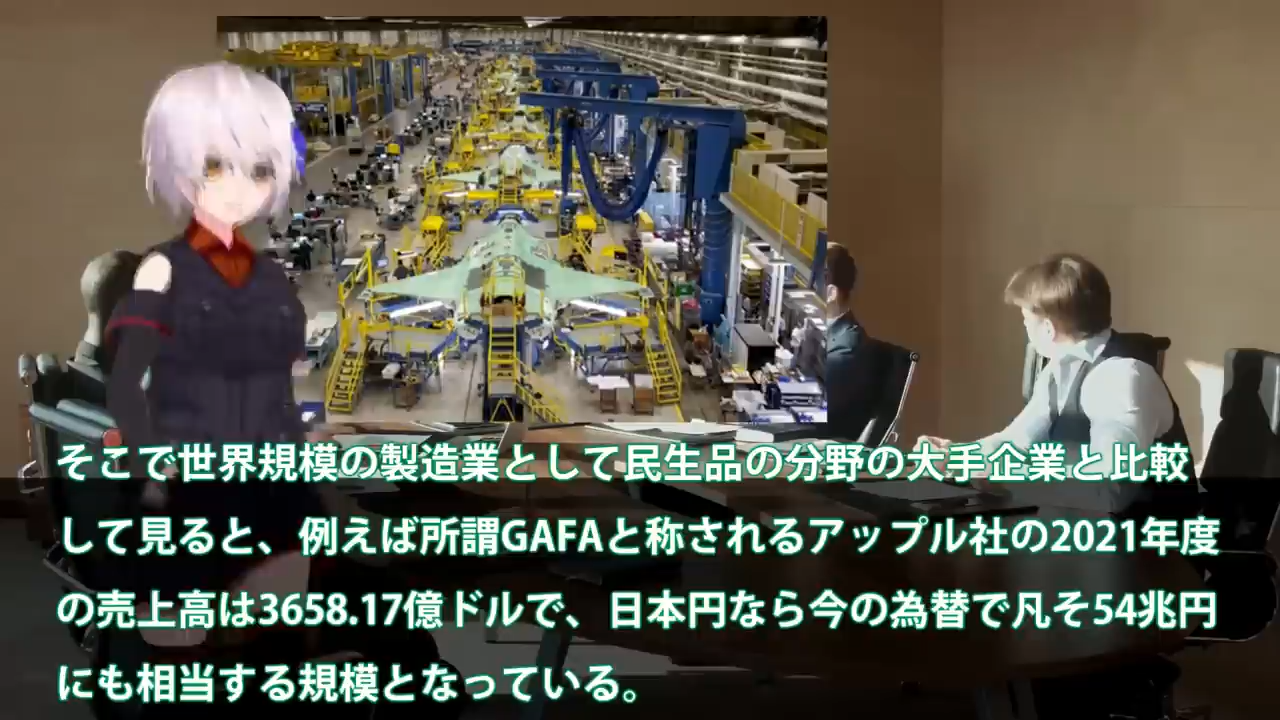 そこで世界規模の製造業として民生品の分野の大手企業と比較
して見ると、例えば所謂GAFAと称されるアップル社の2021年度
の売上高は3658.17億ドルで、日本円なら今の為替で凡そ54兆円
にも相当する規模となっている。